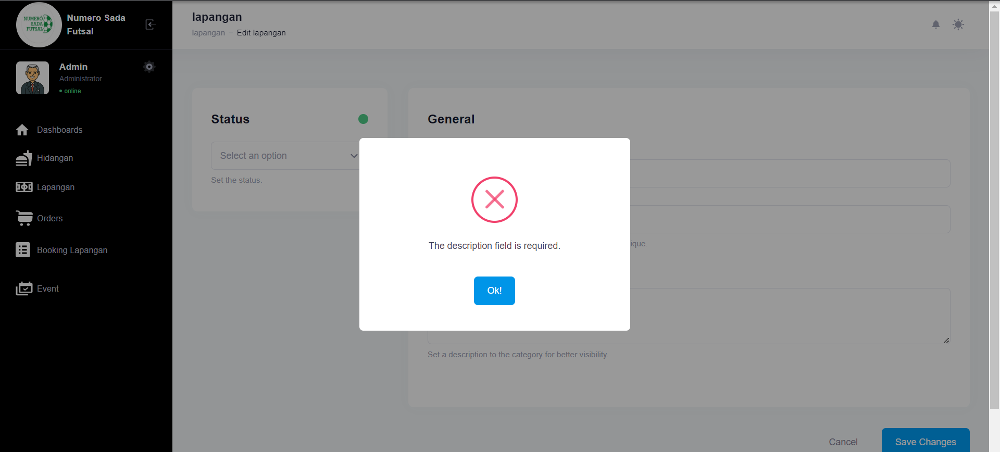 NUMERO
SADA
FUTSAL
Numero Sada
Futsal
Admin
Administrator
online
Dashboards
Hidangan
Lapangan
Orders
Booking Lapangan
Event
lapangan
lapangan
Edit lapangan
Status
Select an option
Set the status.
General
ique.
Set a description to the category for better visibility.
The description field is required.
Ok!
Cancel
Save Changes